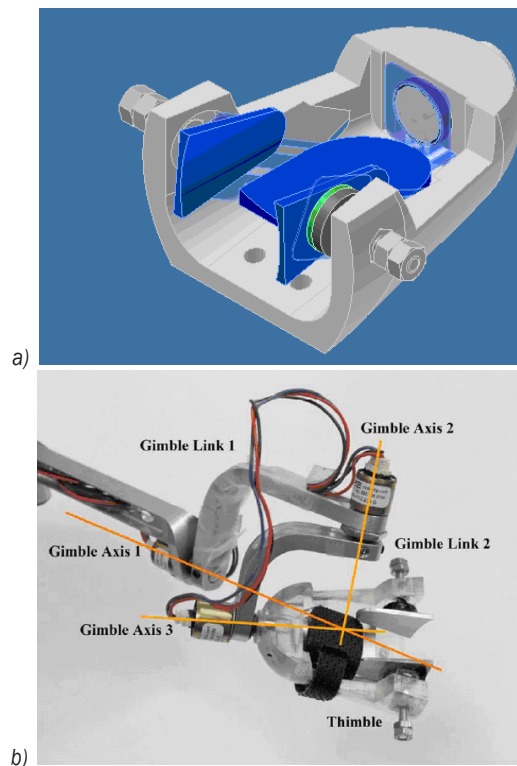 a)
Gimble Axis 2
Gimble Link 1
Gimble Link 2
Gimble Axis 1
Gimble Axis 3
Thimble
b)